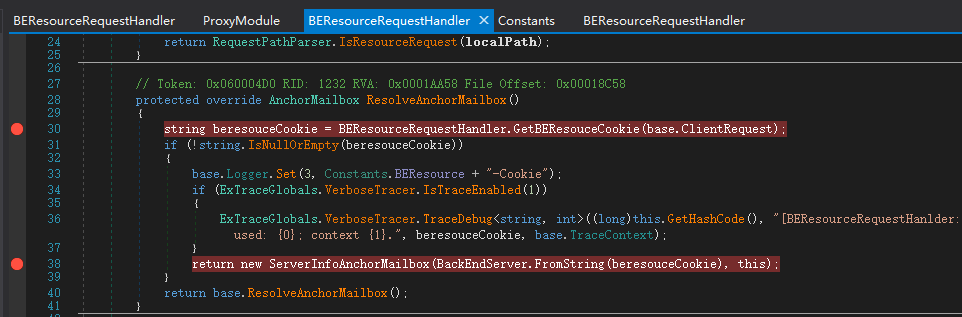 BEResourceRequestHandler ProxyModule BEResourceRequestHandler ✕ Constants BEResourceRequestHandler
24 return RequestPathParser.IsResourceRequest(localPath);
25 }
26
27 // Token: 0x060004D0 RID: 1232 RVA: 0x0001AA58 File Offset: 0x00018C58
28 protected override AnchorMailbox ResolveAnchorMailbox()
29 {
30 string beresouceCookie = BEResourceRequestHandler.GetBEResouceCookie(base.ClientRequest);
31 if (!string.IsNullOrEmpty(beresouceCookie))
32 {
33 base.Logger.Set(3, Constants.BEResource + "-Cookie");
34 if (ExTraceGlobals.VerboseTracer.IsTraceEnabled(1))
35 {
36 ExTraceGlobals.VerboseTracer.TraceDebug<string, int>((long)this.GetHashCode(), "[BEResourceRequestHanlder:
used: {0}; context {1}.", beresouceCookie, base.TraceContext);
37 }
38 return new ServerInfoAnchorMailbox(BackEndServer.FromString(beresouceCookie), this);
39 }
40 return base.ResolveAnchorMailbox();
41 }